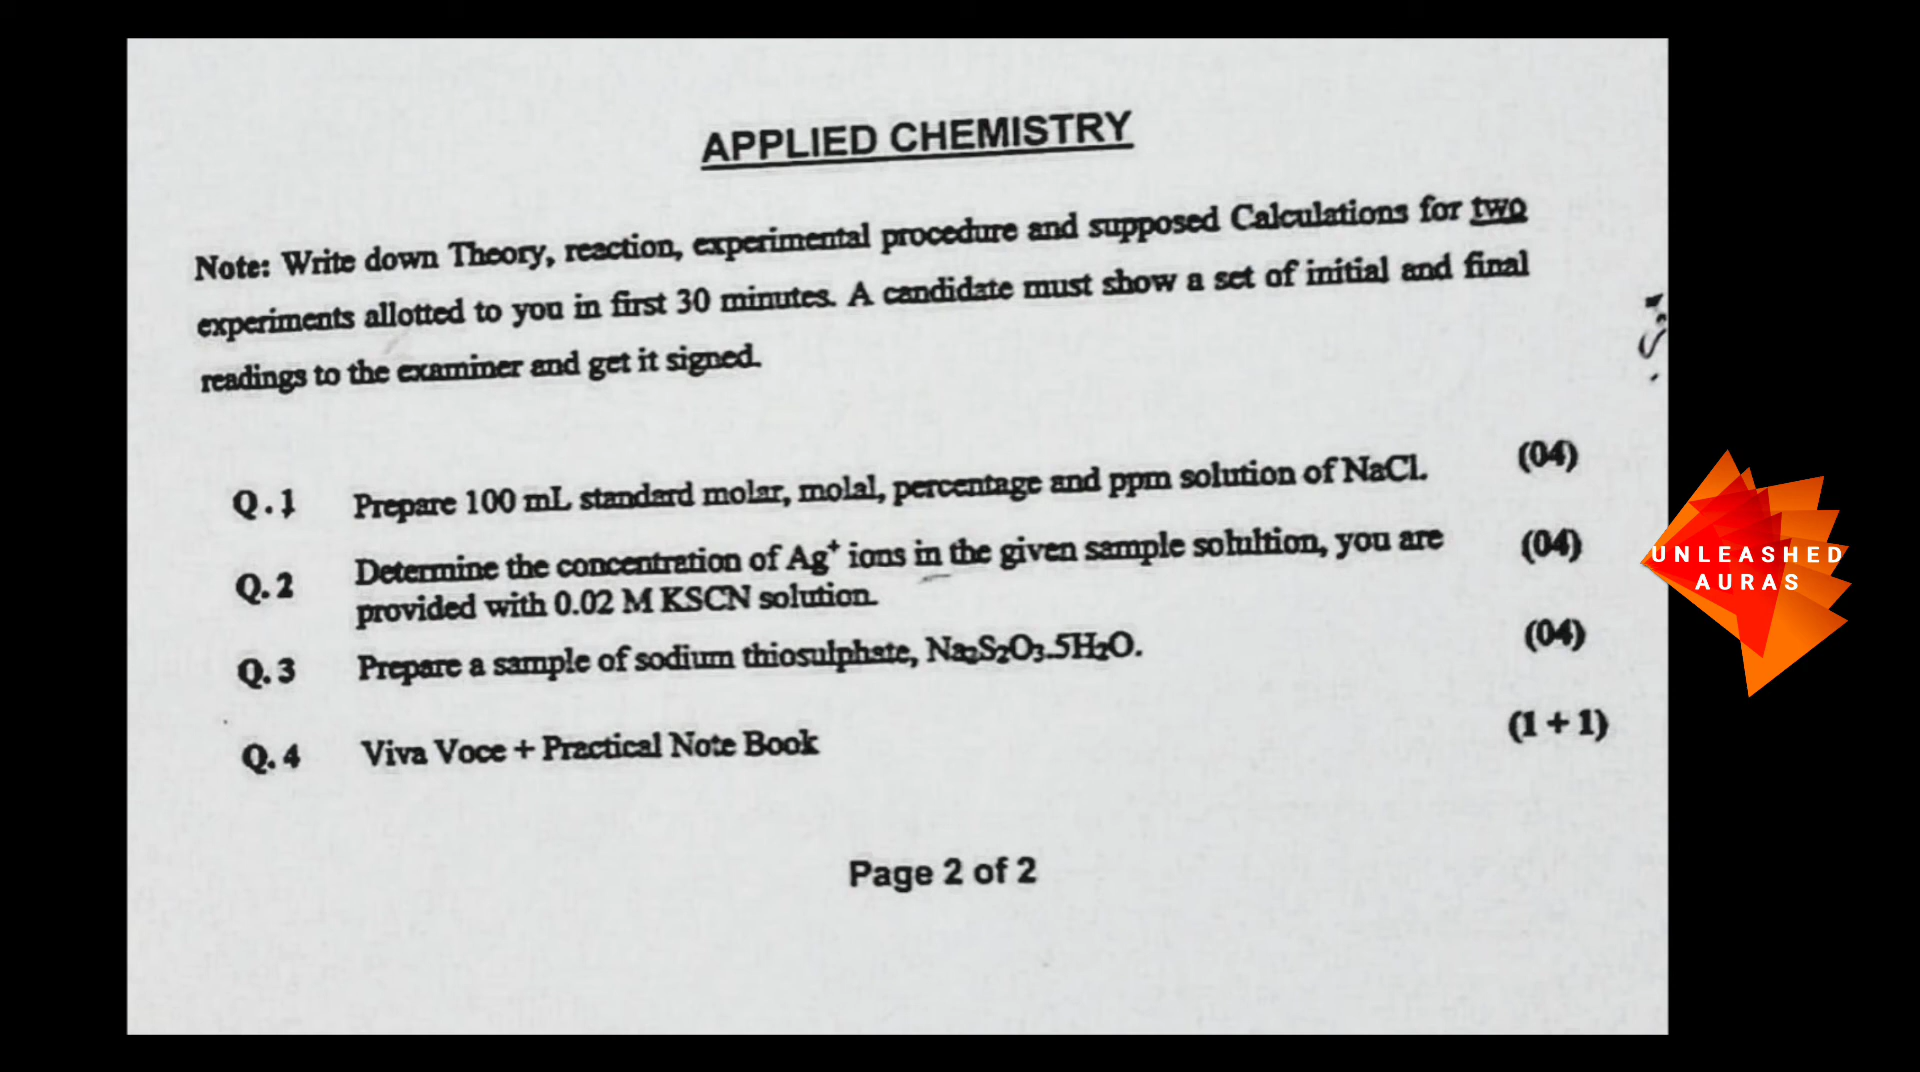 APPLIED CHEMISTRY
Note: Write down Theory, reaction, experimental procedure and supposed Calculations for two
experiments allotted to you in first 30 minutes. A candidate must show a set of initial and final
readings to the examiner and get it signed.
Q.1 Prepare 100 mL standard molar, molal, percentage and ppm solution of NaCl. (04)
Q. 2 Determine the concentration of Ag⁺ ions in the given sample solultion, you are (04)
provided with 0.02 M KSCN solution.
Q. 3 Prepare a sample of sodium thiosulphate, Na₂S₂O₃.5H₂O. (04)
Q. 4 Viva Voce + Practical Note Book (1 + 1)
Page 2 of 2
UNLEASHED
AURAS